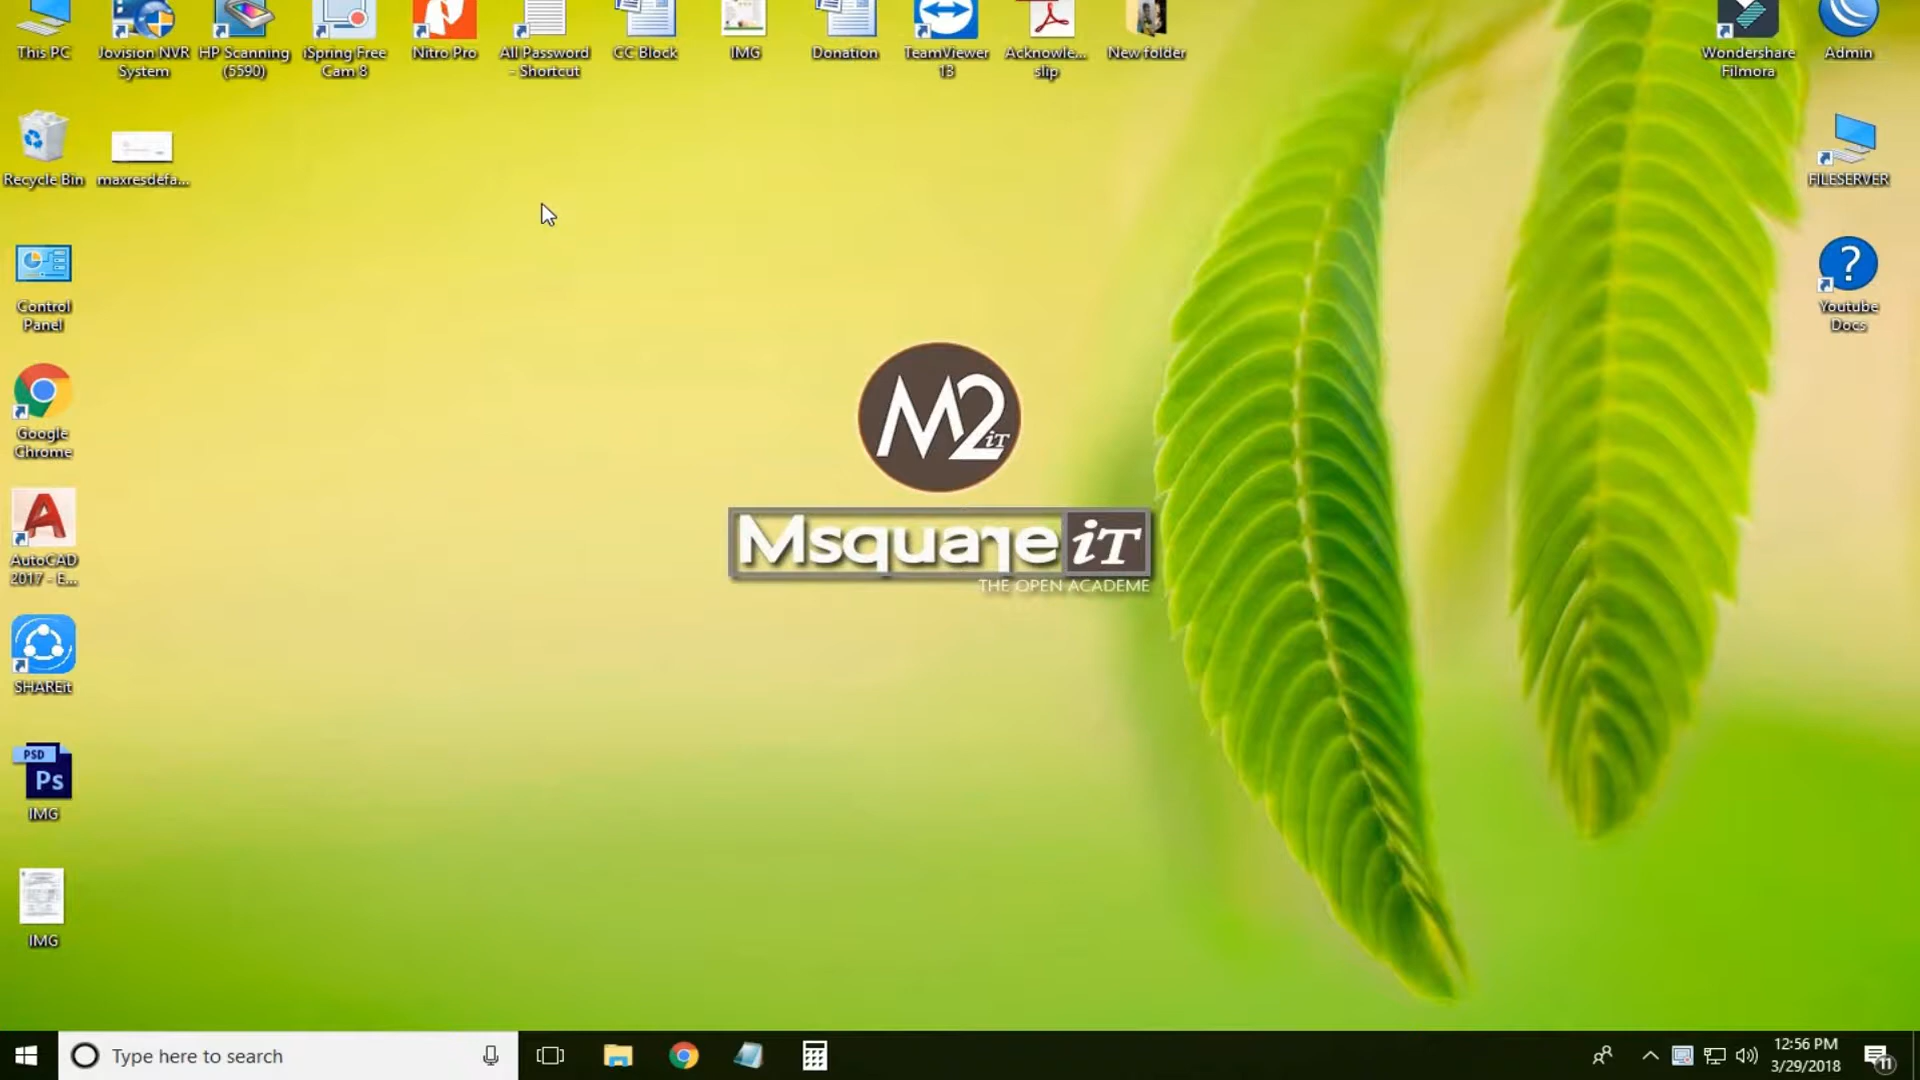 This PC
Jovision NVR
System
HP Scanning
(5590)
iSpring Free
Cam 8
Nitro Pro
All Password
- Shortcut
CC Block
IMG
Donation
TeamViewer
13
Acknowle...
slip
New folder
Wondershare
Filmora
Admin
Recycle Bin
maxresdefa...
FILESERVER
Control
Panel
Youtube
Docs
?
M2
iT
Google
Chrome
Msquare iT
THE OPEN ACADEME
A
AutoCAD
2017 - E...
SHAREit
PSD
Ps
IMG
IMG
Type here to search
12:56 PM
3/29/2018
11